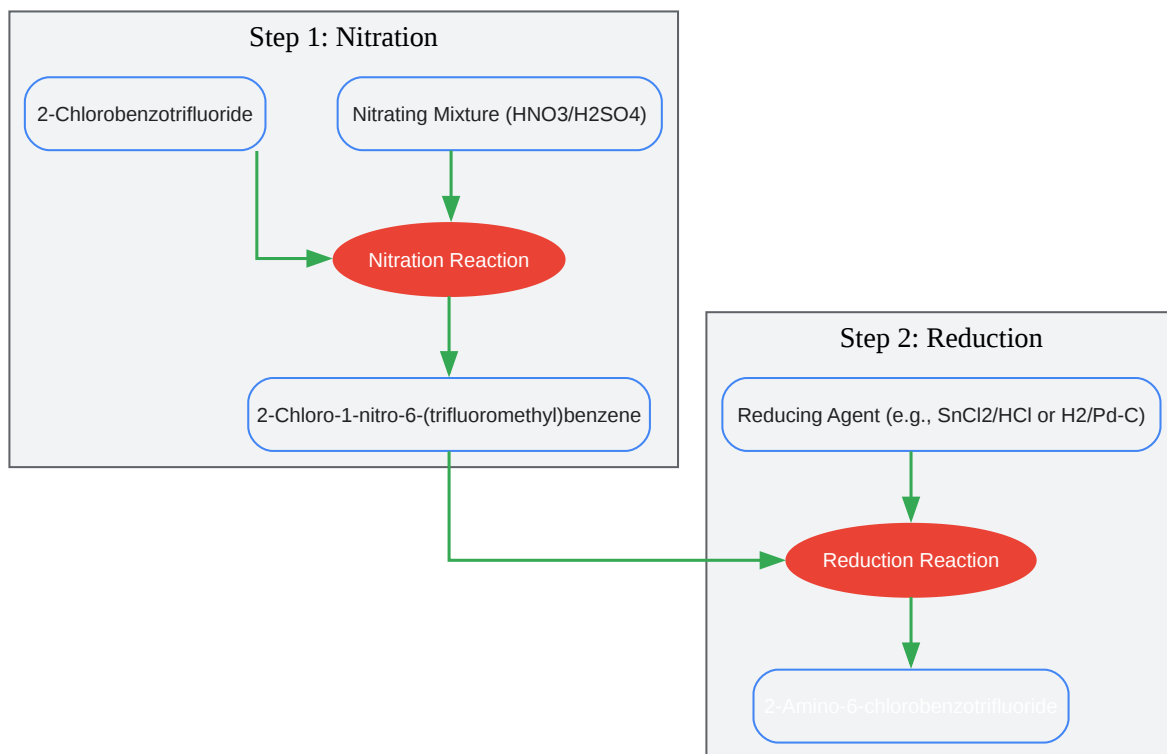 Step 1: Nitration
2-Chlorobenzotrifluoride
Nitrating Mixture (HNO3/H2SO4)
Nitration Reaction
2-Chloro-1-nitro-6-(trifluoromethyl)benzene
Step 2: Reduction
Reducing Agent (e.g., SnCl2/HCl or H2/Pd-C)
Reduction Reaction
2-Amino-6-chlorobenzotrifluoride